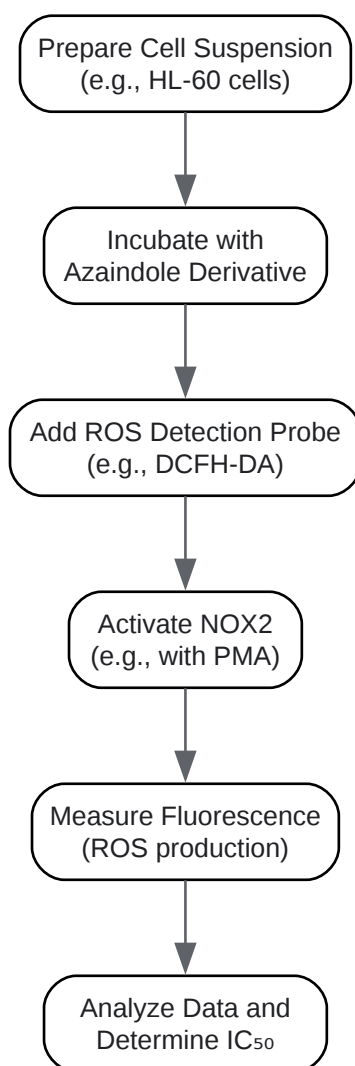 Prepare Cell Suspension
(e.g., HL-60 cells)
Incubate with
Azaindole Derivative
Add ROS Detection Probe
(e.g., DCFH-DA)
Activate NOX2
(e.g., with PMA)
Measure Fluorescence
(ROS production)
Analyze Data and
Determine IC₅₀